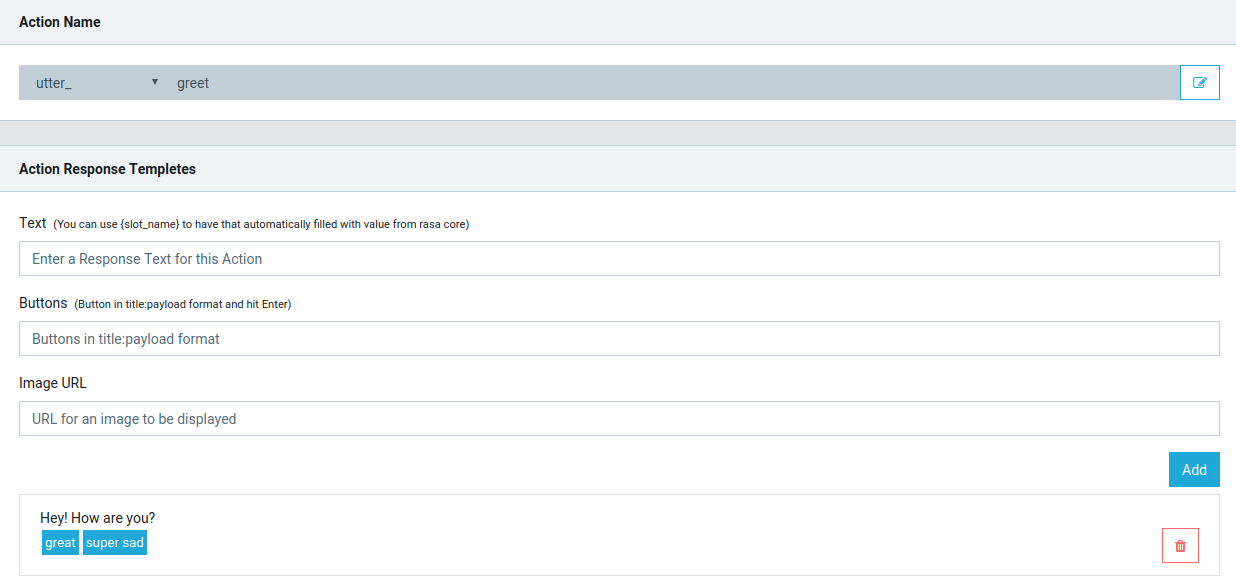 Action Name
utter_ greet
Action Response Templetes
Text (You can use {slot_name} to have that automatically filled with value from rasa core)
Enter a Response Text for this Action
Buttons (Button in title:payload format and hit Enter)
Buttons in title:payload format
Image URL
URL for an image to be displayed
Add
Hey! How are you?
great super sad